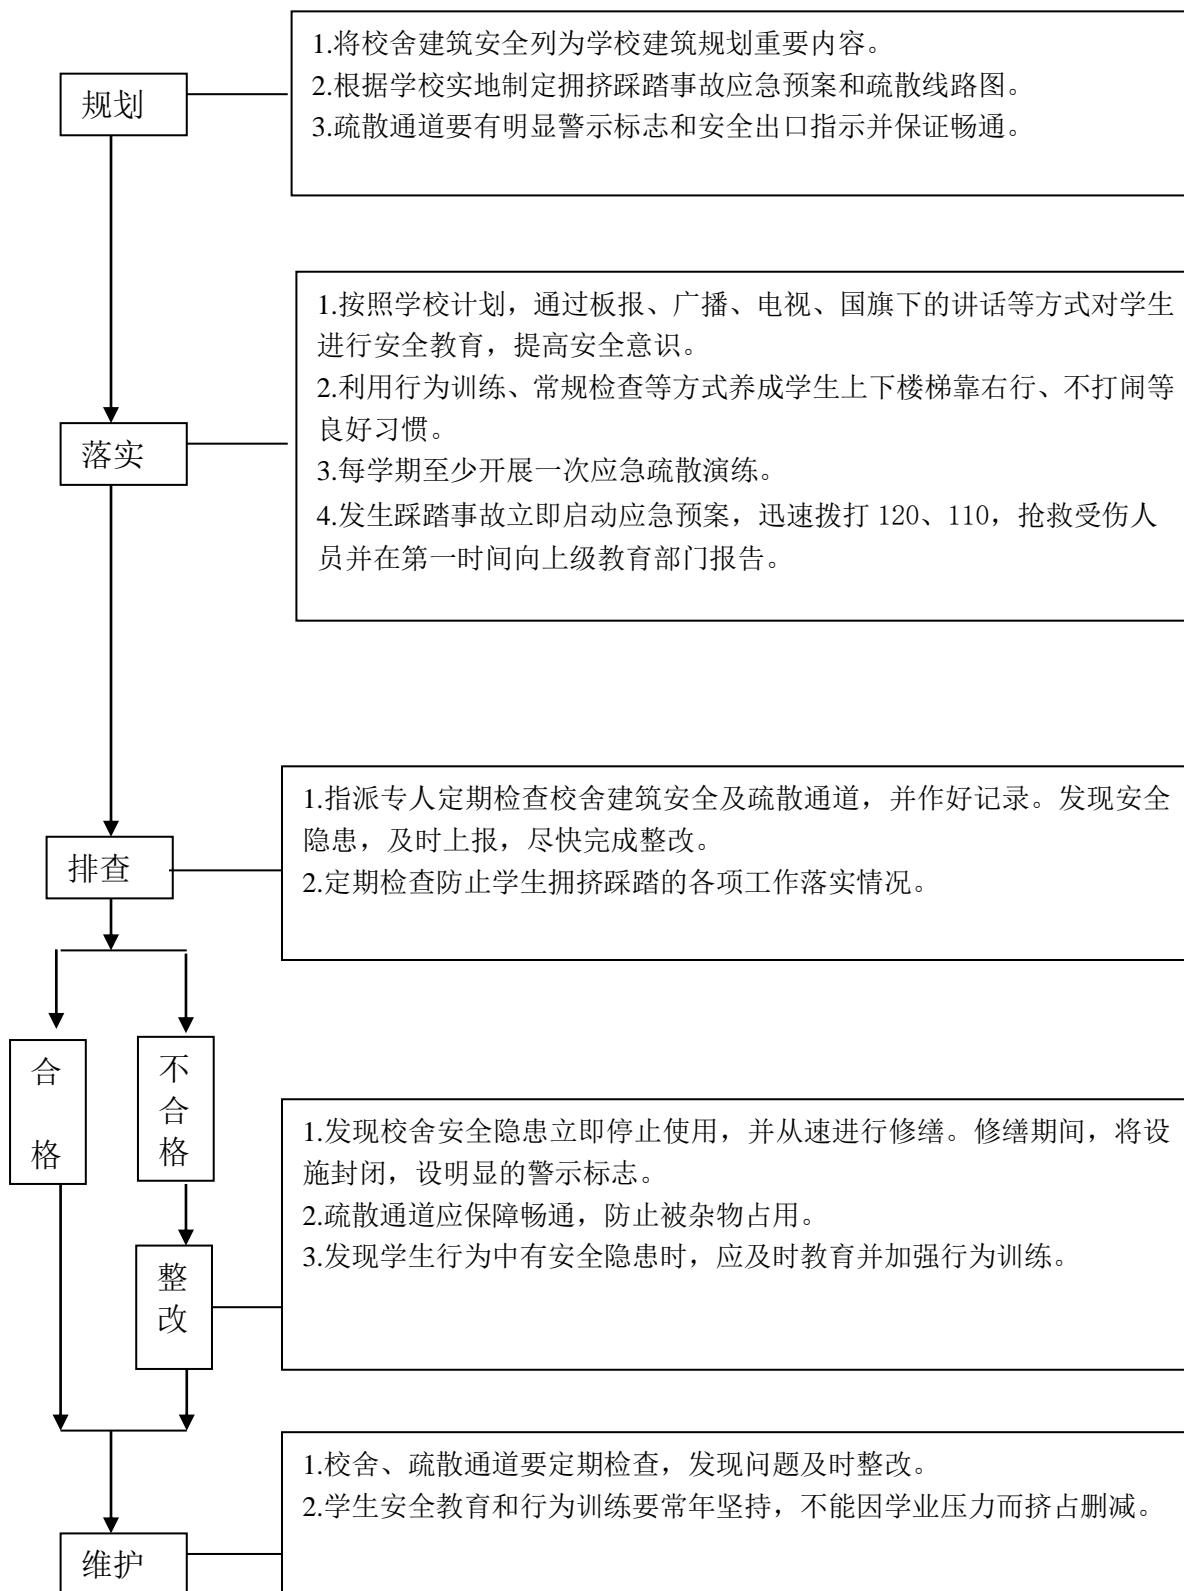 规划
1.将校舍建筑安全列为学校建筑规划重要内容。
2.根据学校实地制定拥挤踩踏事故应急预案和疏散线路图。
3.疏散通道要有明显警示标志和安全出口指示并保证畅通。
落实
1.按照学校计划，通过板报、广播、电视、国旗下的讲话等方式对学生
进行安全教育，提高安全意识。
2.利用行为训练、常规检查等方式养成学生上下楼梯靠右行、不打闹等
良好习惯。
3.每学期至少开展一次应急疏散演练。
4.发生踩踏事故立即启动应急预案，迅速拨打 120、110，抢救受伤人
员并在第一时间向上级教育部门报告。
排查
1.指派专人定期检查校舍建筑安全及疏散通道，并作好记录。发现安全
隐患，及时上报，尽快完成整改。
2.定期检查防止学生拥挤踩踏的各项工作落实情况。
合格
不合格
整改
1.发现校舍安全隐患立即停止使用，并从速进行修缮。修缮期间，将设
施封闭，设明显的警示标志。
2.疏散通道应保障畅通，防止被杂物占用。
3.发现学生行为中有安全隐患时，应及时教育并加强行为训练。
维护
1.校舍、疏散通道要定期检查，发现问题及时整改。
2.学生安全教育和行为训练要常年坚持，不能因学业压力而挤占删减。